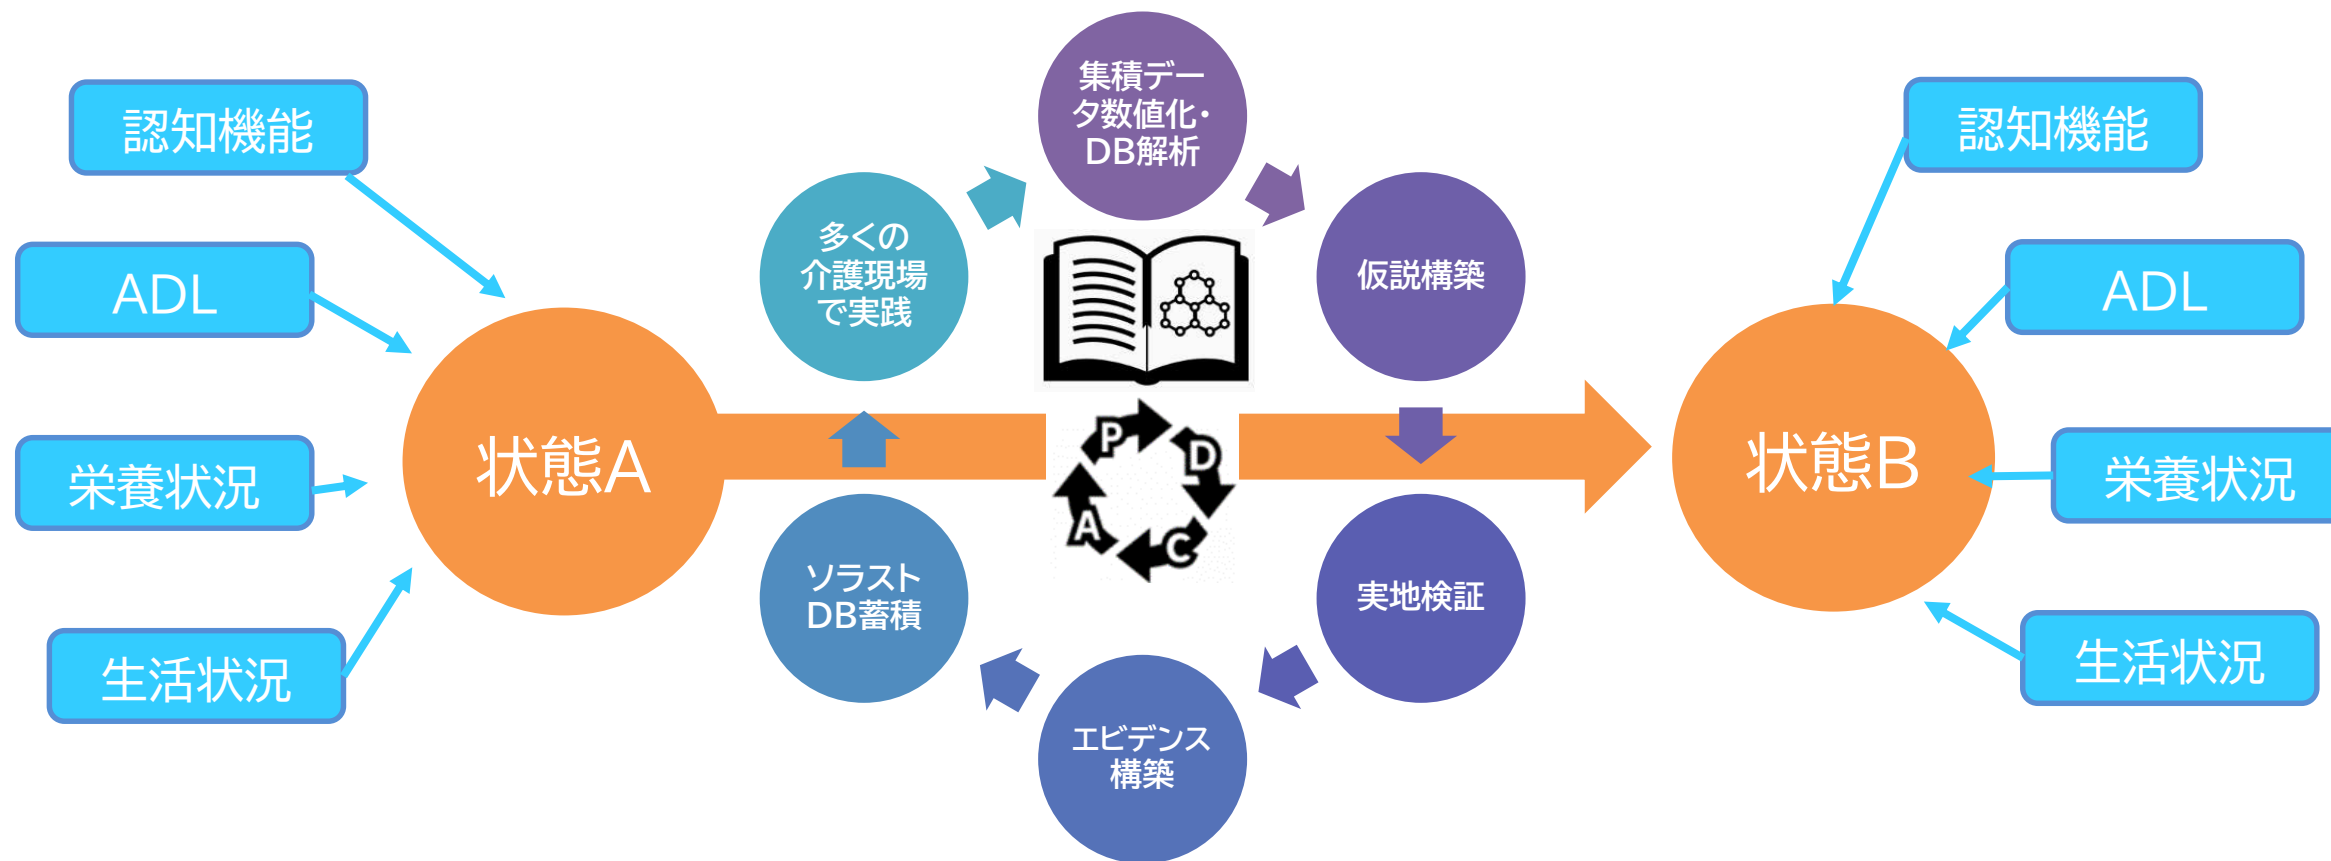 認知機能
ADL
栄養状況
生活状況
状態A
集積デー
タ数値化・
DB解析
多くの
介護現場
で実践
仮説構築
P
D
C
A
ソラスト
DB蓄積
実地検証
エビデンス
構築
状態B
認知機能
ADL
栄養状況
生活状況